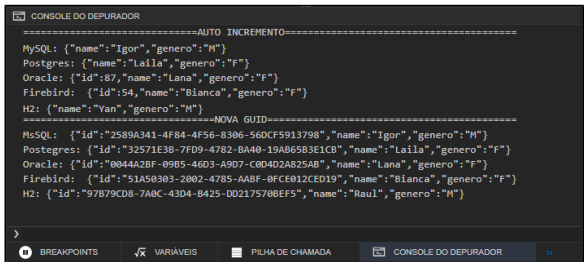 CONSOLE DO DEPURADOR
==============================AUTO INCREMENTO========================================
MySQL: {"name":"Igor","genero":"M"}
Postgres: {"name":"Laila","genero":"F"}
Oracle: {"id":87,"name":"Lana","genero":"F"}
Firebird: {"id":54,"name":"Bianca","genero":"F"}
H2: {"name":"Yan","genero":"M"}
=================================NOVA GUID===========================================
MsSQL: {"id":"2589A341-4F84-4F56-8306-56DCF5913798","name":"Igor","genero":"M"}
Postegres: {"id":"32571E3B-7FD9-4782-BA40-19AB65B3E1CB","name":"Laila","genero":"F"}
Oracle: {"id":"0044A2BF-09B5-46D3-A9D7-C0D4D2A825AB","name":"Lana","genero":"F"}
Firebird: {"id":"51A50303-2002-4785-AABF-0FCE012CED19","name":"Bianca","genero":"F"}
H2: {"id":"97B79CD8-7A0C-43D4-B425-DD217570BEF5","name":"Raul","genero":"M"}
>
BREAKPOINTS √x VARIÁVEIS PILHA DE CHAMADA CONSOLE DO DEPURADOR »